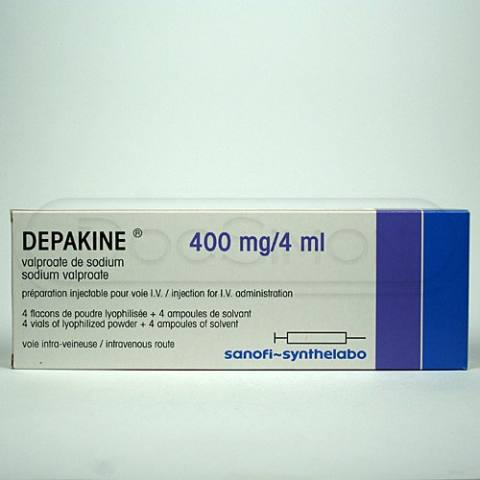 DEPAKINE ® 400 mg/4 ml
valproate de sodium
sodium valproate
préparation injectable pour voie I.V. / injection for I.V. administration
4 flacons de poudre lyophilisée + 4 ampoules de solvant
4 vials of lyophilized powder + 4 ampoules of solvent
voie intra-veineuse / intravenous route
sanofi~synthelabo